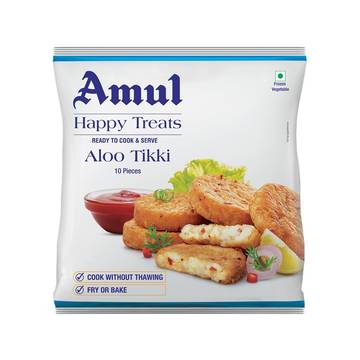 Amul
Happy Treats
READY TO COOK & SERVE
Aloo Tikki
10 Pieces
Frozen
Vegetable
COOK WITHOUT THAWING
FRY OR BAKE